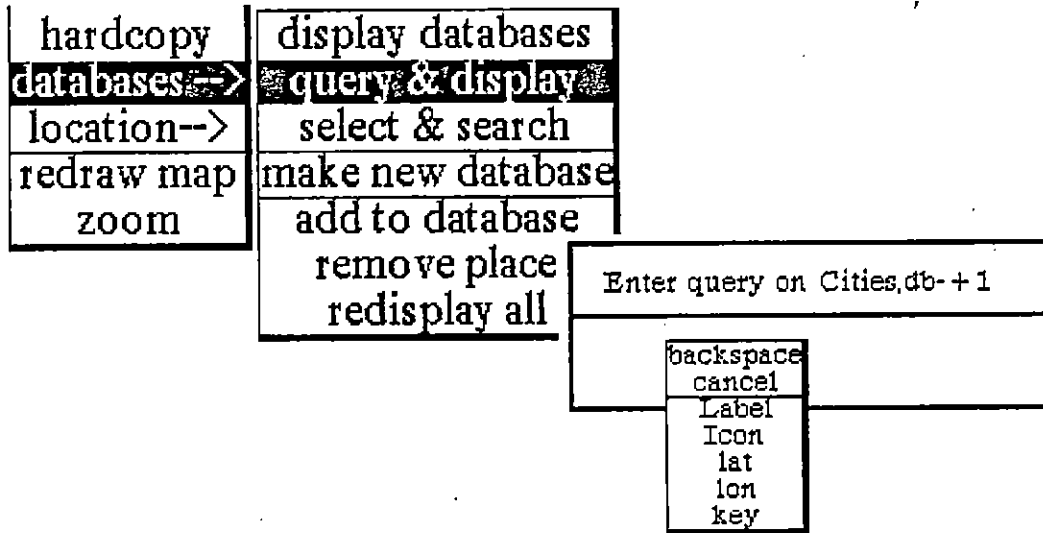 hardcopy
databases-->
location-->
redraw map
zoom
display databases
query & display
select & search
make new database
add to database
remove place
redisplay all
Enter query on Cities.db-+1
backspace
cancel
Label
Icon
lat
lon
key